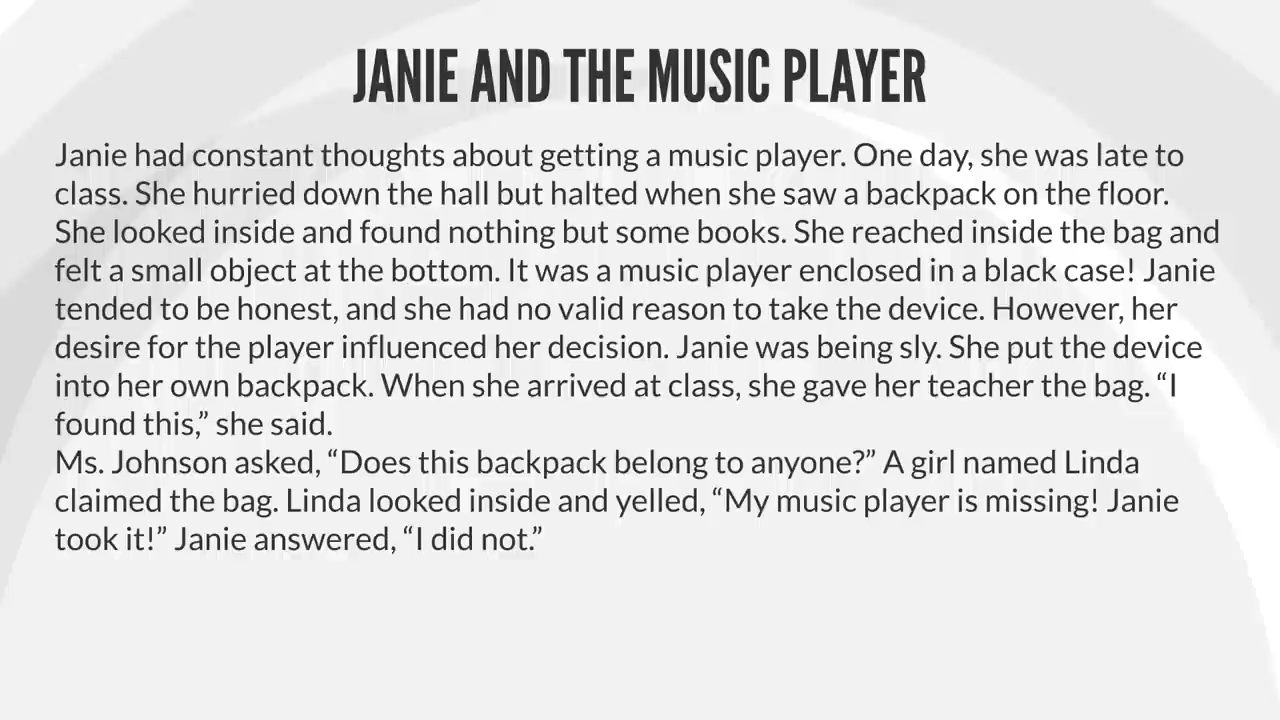 JANIE AND THE MUSIC PLAYER
Janie had constant thoughts about getting a music player. One day, she was late to
class. She hurried down the hall but halted when she saw a backpack on the floor.
She looked inside and found nothing but some books. She reached inside the bag and
felt a small object at the bottom. It was a music player enclosed in a black case! Janie
tended to be honest, and she had no valid reason to take the device. However, her
desire for the player influenced her decision. Janie was being sly. She put the device
into her own backpack. When she arrived at class, she gave her teacher the bag. “I
found this,” she said.
Ms. Johnson asked, “Does this backpack belong to anyone?” A girl named Linda
claimed the bag. Linda looked inside and yelled, “My music player is missing! Janie
took it!” Janie answered, “I did not.”